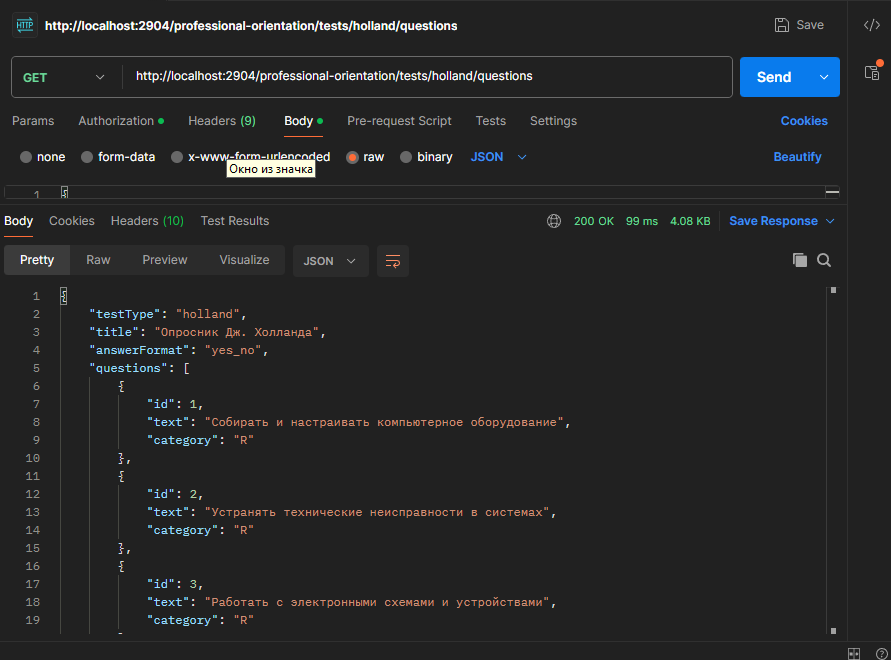 HTTP http://localhost:2904/professional-orientation/tests/holland/questions Save
GET http://localhost:2904/professional-orientation/tests/holland/questions Send
Params Authorization Headers (9) Body Pre-request Script Tests Settings Cookies
none form-data x-www-form-urlencoded raw binary JSON Beautify
Окно из значка
1 {
Body Cookies Headers (10) Test Results 200 OK 99 ms 4.08 KB Save Response
Pretty Raw Preview Visualize JSON
1 {
2 "testType": "holland",
3 "title": "Опросник Дж. Холланда",
4 "answerFormat": "yes_no",
5 "questions": [
6 {
7 "id": 1,
8 "text": "Собирать и настраивать компьютерное оборудование",
9 "category": "R"
10 },
11 {
12 "id": 2,
13 "text": "Устранять технические неисправности в системах",
14 "category": "R"
15 },
16 {
17 "id": 3,
18 "text": "Работать с электронными схемами и устройствами",
19 "category": "R"